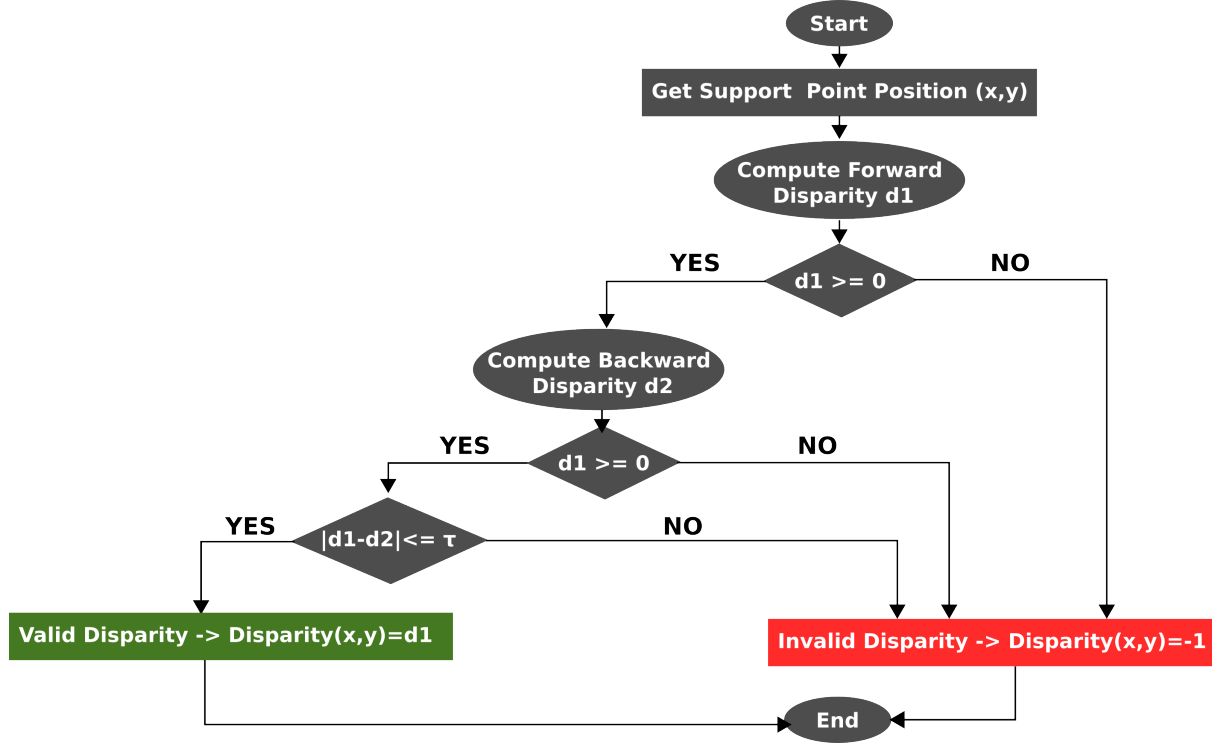 Start
Get Support  Point Position (x,y)
Compute Forward
Disparity d1
YES
NO
d1 >= 0
Compute Backward
Disparity d2
YES
NO
d1 >= 0
YES
NO
|d1-d2|<= τ
Valid Disparity -> Disparity(x,y)=d1
Invalid Disparity -> Disparity(x,y)=-1
End